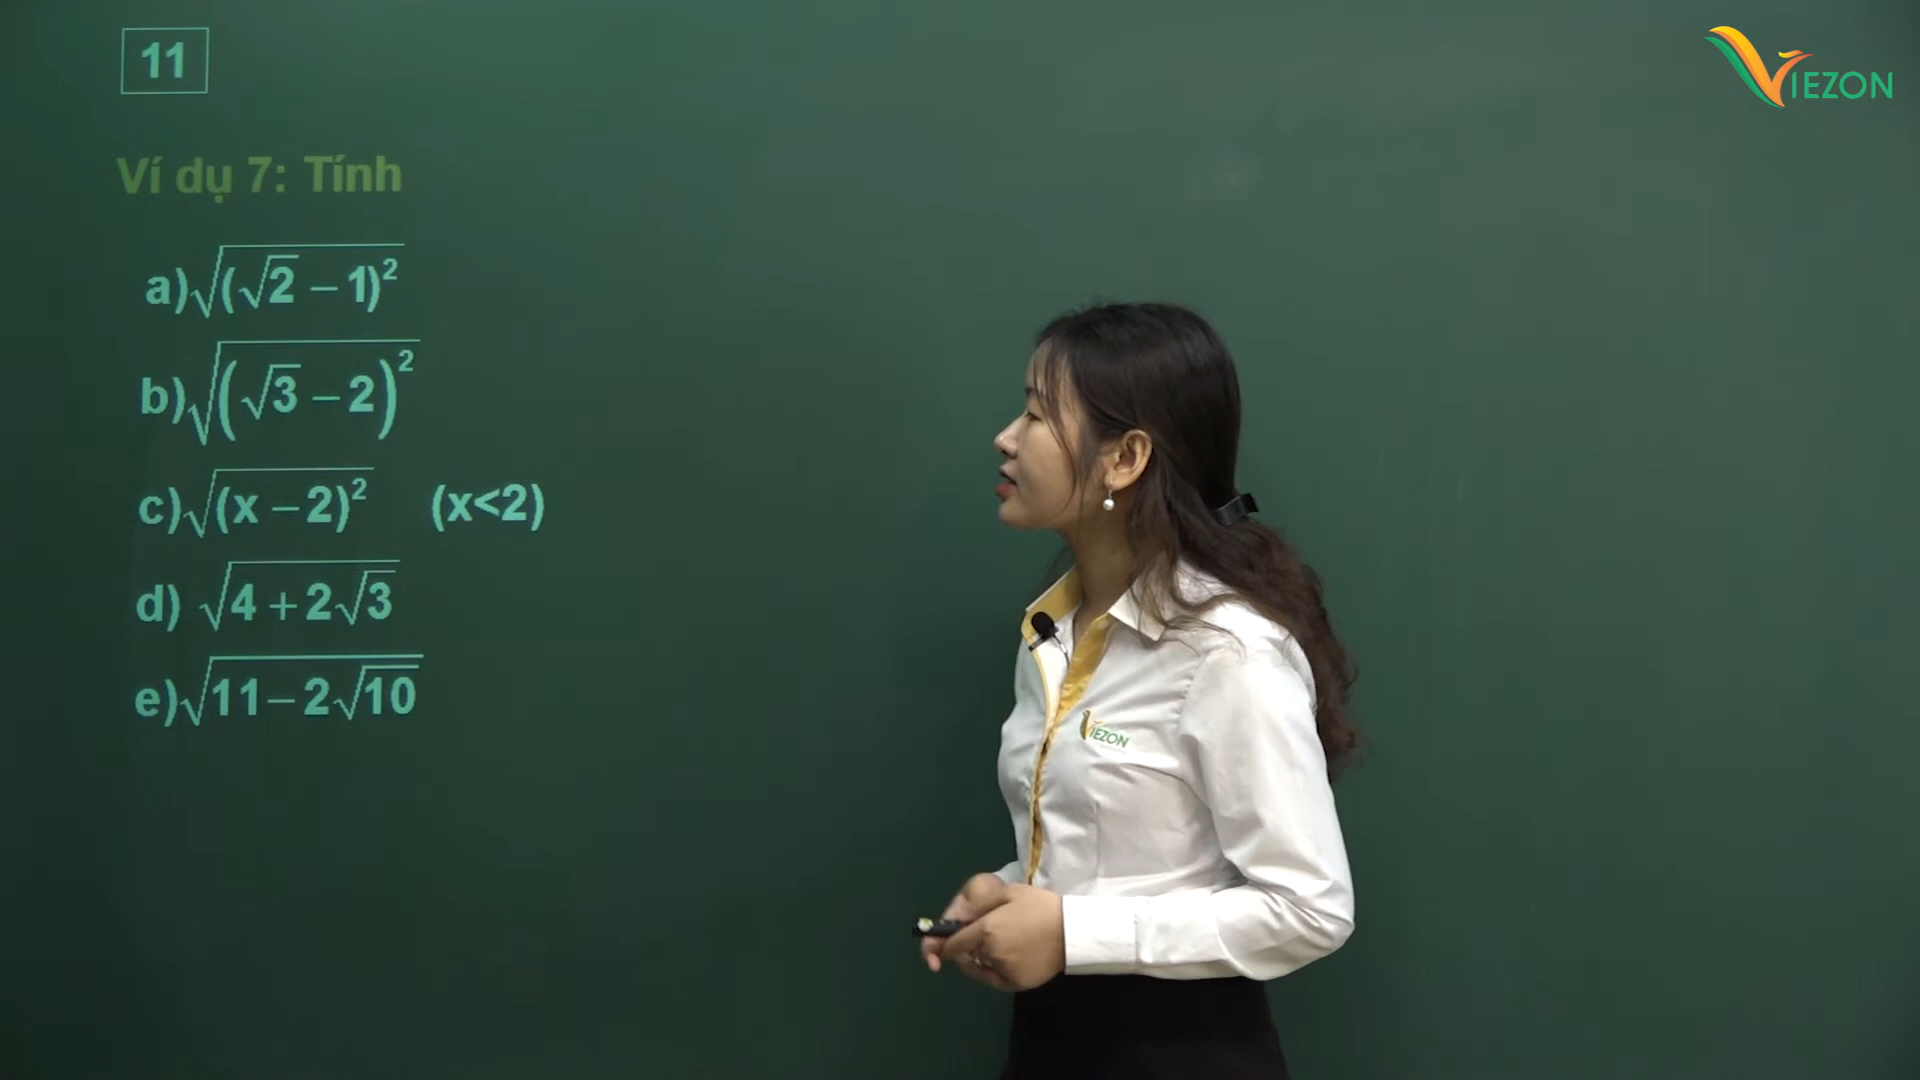 11
VIEZON
Ví dụ 7: Tính
a)√((√2 − 1)²)
b)√((√3 − 2)²)
c)√((x − 2)²) (x<2)
d) √(4 + 2√3)
e)√(11− 2√10)
VIEZON